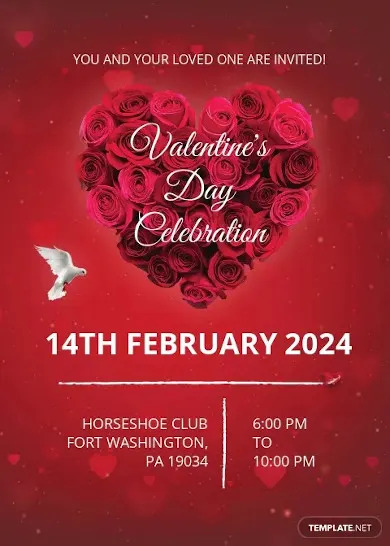 YOU AND YOUR LOVED ONE ARE INVITED!
Valentine's
Day
Celebration
14TH FEBRUARY 2024
HORSESHOE CLUB
FORT WASHINGTON,
PA 19034
6:00 PM
TO
10:00 PM
TEMPLATE.NET